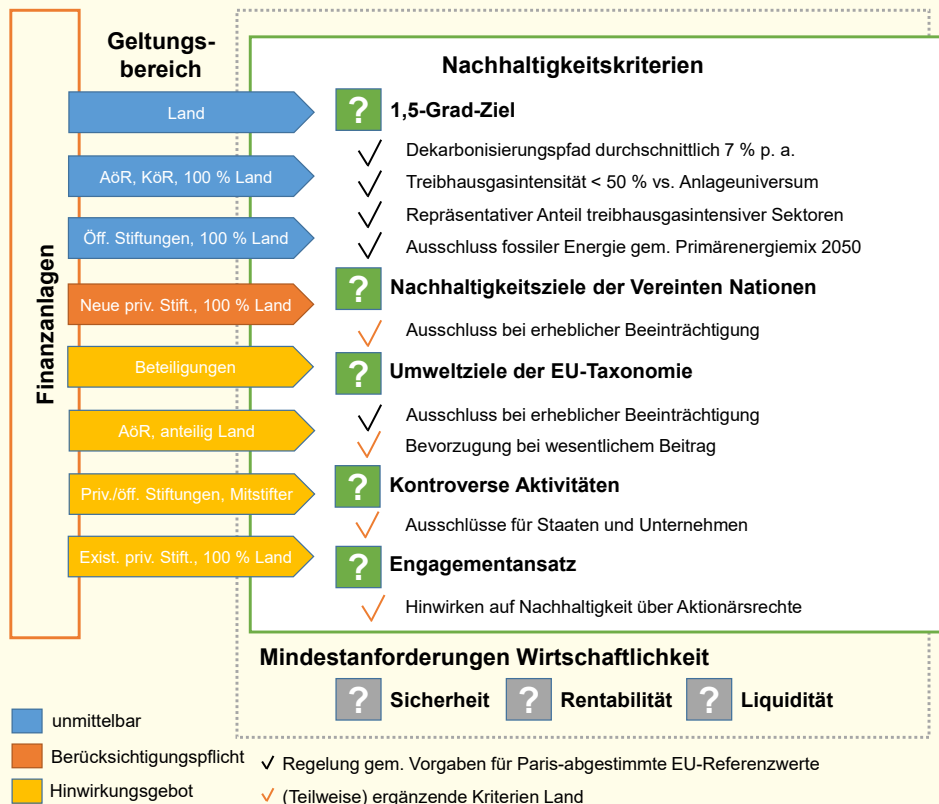 Finanzanlagen
Geltungs-
bereich
Land
AöR, KöR, 100 % Land
Öff. Stiftungen, 100 % Land
Neue priv. Stift., 100 % Land
Beteiligungen
AöR, anteilig Land
Priv./öff. Stiftungen, Mitstifter
Exist. priv. Stift., 100 % Land
Nachhaltigkeitskriterien
? 1,5-Grad-Ziel
Dekarbonisierungspfad durchschnittlich 7 % p. a.
Treibhausgasintensität < 50 % vs. Anlageuniversum
Repräsentativer Anteil treibhausgasintensiver Sektoren
Ausschluss fossiler Energie gem. Primärenergiemix 2050
? Nachhaltigkeitsziele der Vereinten Nationen
Ausschluss bei erheblicher Beeinträchtigung
? Umweltziele der EU-Taxonomie
Ausschluss bei erheblicher Beeinträchtigung
Bevorzugung bei wesentlichem Beitrag
? Kontroverse Aktivitäten
Ausschlüsse für Staaten und Unternehmen
? Engagementansatz
Hinwirken auf Nachhaltigkeit über Aktionärsrechte
Mindestanforderungen Wirtschaftlichkeit
? Sicherheit ? Rentabilität ? Liquidität
unmittelbar
Berücksichtigungspflicht
Hinwirkungsgebot
✓ Regelung gem. Vorgaben für Paris-abgestimmte EU-Referenzwerte
✓ (Teilweise) ergänzende Kriterien Land